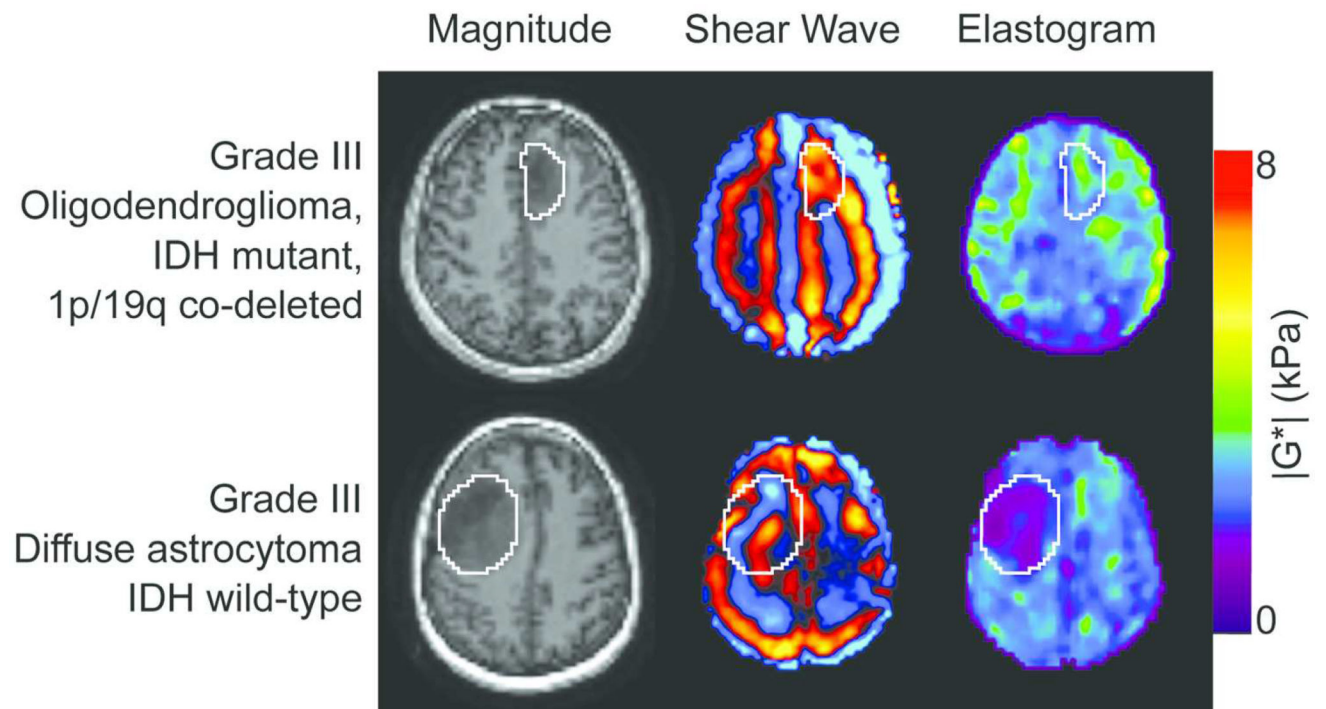 Magnitude Shear Wave Elastogram
Grade III
Oligodendroglioma,
IDH mutant,
1p/19q co-deleted
Grade III
Diffuse astrocytoma
IDH wild-type
8
|G*| (kPa)
0